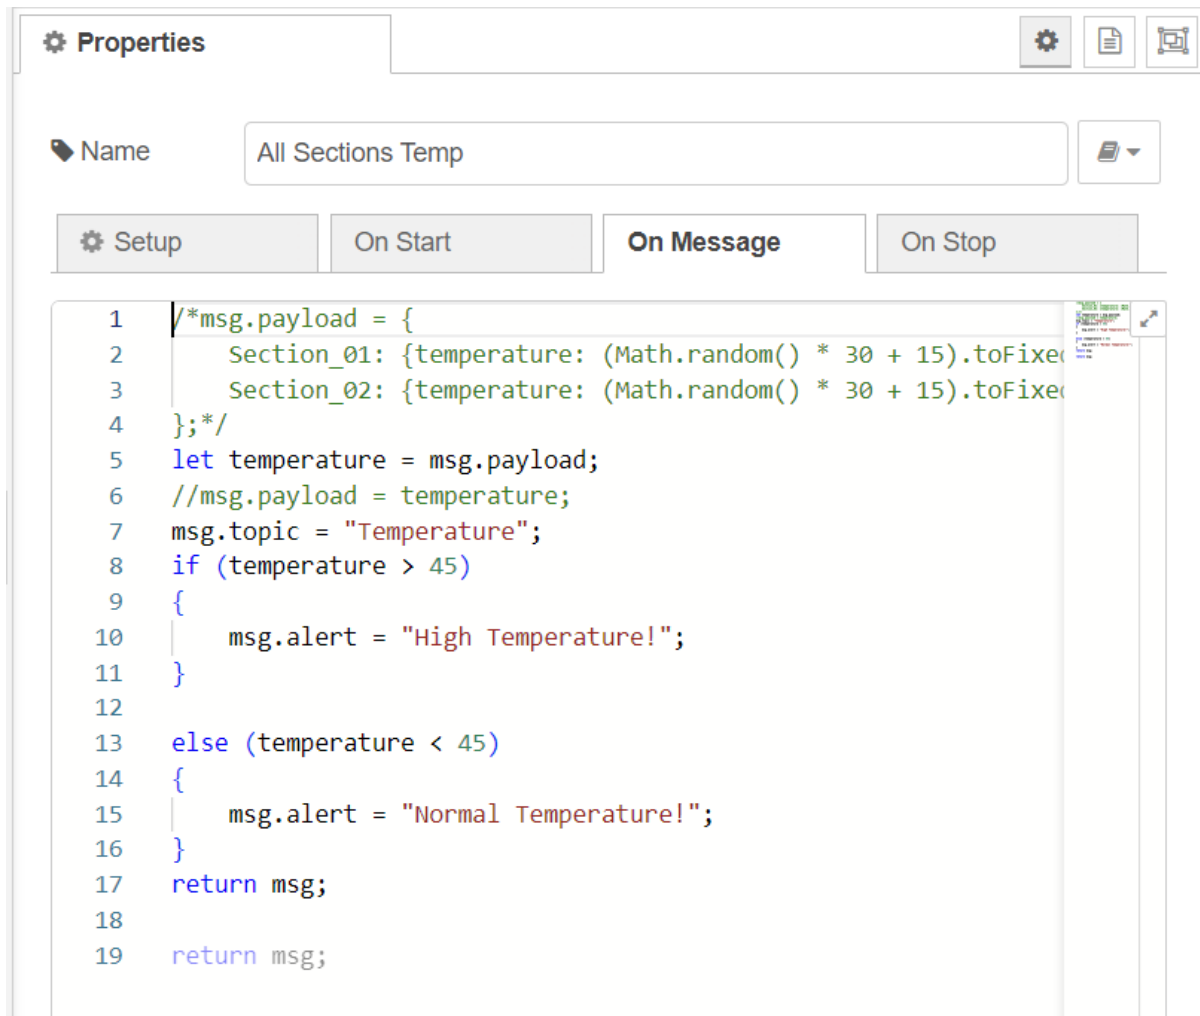 Properties
Name
All Sections Temp
Setup
On Start
On Message
On Stop
1 /*msg.payload = {
2 Section_01: {temperature: (Math.random() * 30 + 15).toFixed
3 Section_02: {temperature: (Math.random() * 30 + 15).toFixed
4 };*/
5 let temperature = msg.payload;
6 //msg.payload = temperature;
7 msg.topic = "Temperature";
8 if (temperature > 45)
9 {
10 msg.alert = "High Temperature!";
11 }
12
13 else (temperature < 45)
14 {
15 msg.alert = "Normal Temperature!";
16 }
17 return msg;
18
19 return msg;